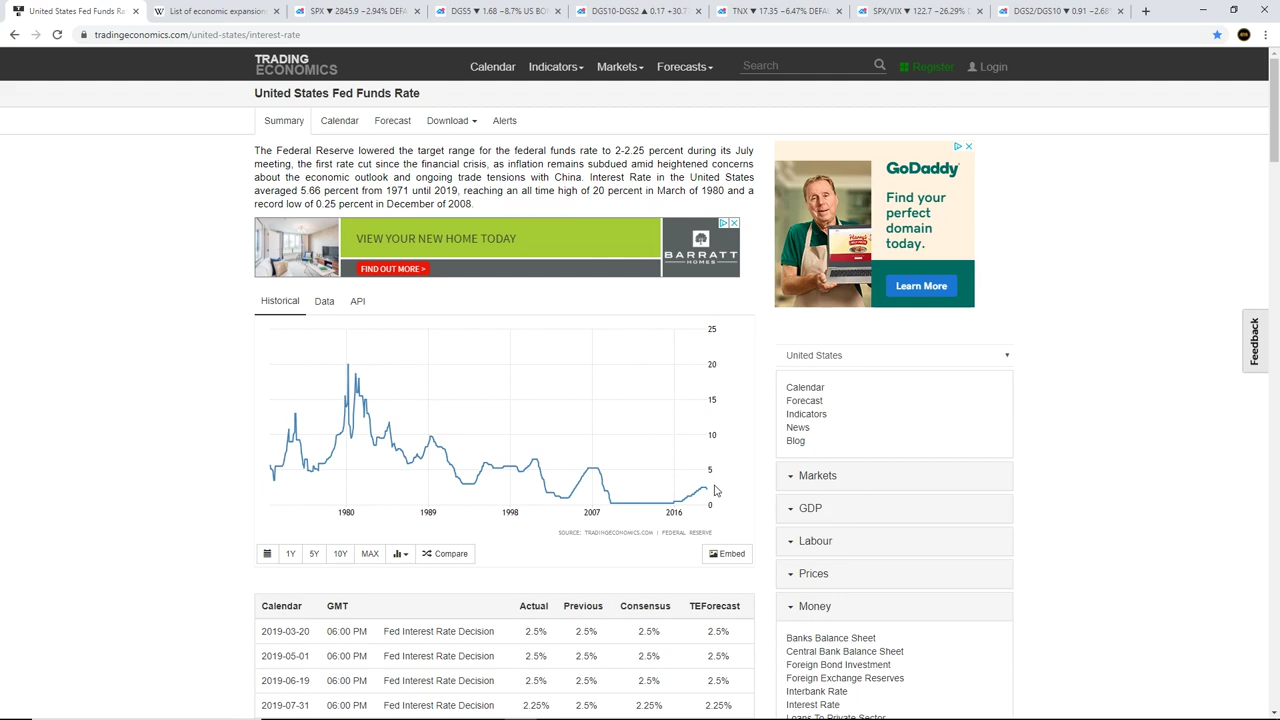 United States Fed Funds Ra
List of economic expansion
SPX ▼ 2845.9 −2.94% DEFA
DGS5 ▼ 1.68 −8.7% US BO
DGS10-DGS2 ▲ 0.17 +30.7
TNX ▼ 17.35 −6.47% DEFA
SPX/VIX ▼ 122.7 −26.29% D
DGS2/DGS10 ▼ 0.91 −2.68
tradingeconomics.com/united-states/interest-rate
TRADING
ECONOMICS
Calendar
Indicators
Markets
Forecasts
Search
Register
Login
United States Fed Funds Rate
Summary
Calendar
Forecast
Download
Alerts
The Federal Reserve lowered the target range for the federal funds rate to 2-2.25 percent during its July
meeting, the first rate cut since the financial crisis, as inflation remains subdued amid heightened concerns
about the economic outlook and ongoing trade tensions with China. Interest Rate in the United States
averaged 5.66 percent from 1971 until 2019, reaching an all time high of 20 percent in March of 1980 and a
record low of 0.25 percent in December of 2008.
VIEW YOUR NEW HOME TODAY
FIND OUT MORE >
BARRATT
HOMES
GoDaddy
Find your
perfect
domain
today.
Learn More
Historical
Data
API
25
20
15
10
5
0
1980
1989
1998
2007
2016
SOURCE: TRADINGECONOMICS.COM | FEDERAL RESERVE
1Y
5Y
10Y
MAX
Compare
Embed
Calendar GMT Actual Previous Consensus TEForecast
2019-03-20 06:00 PM Fed Interest Rate Decision 2.5% 2.5% 2.5% 2.5%
2019-05-01 06:00 PM Fed Interest Rate Decision 2.5% 2.5% 2.5% 2.5%
2019-06-19 06:00 PM Fed Interest Rate Decision 2.5% 2.5% 2.5% 2.5%
2019-07-31 06:00 PM Fed Interest Rate Decision 2.25% 2.5% 2.25% 2.25%
United States
Calendar
Forecast
Indicators
News
Blog
Markets
GDP
Labour
Prices
Money
Banks Balance Sheet
Central Bank Balance Sheet
Foreign Bond Investment
Foreign Exchange Reserves
Interbank Rate
Interest Rate
Loans To Private Sector
Feedback